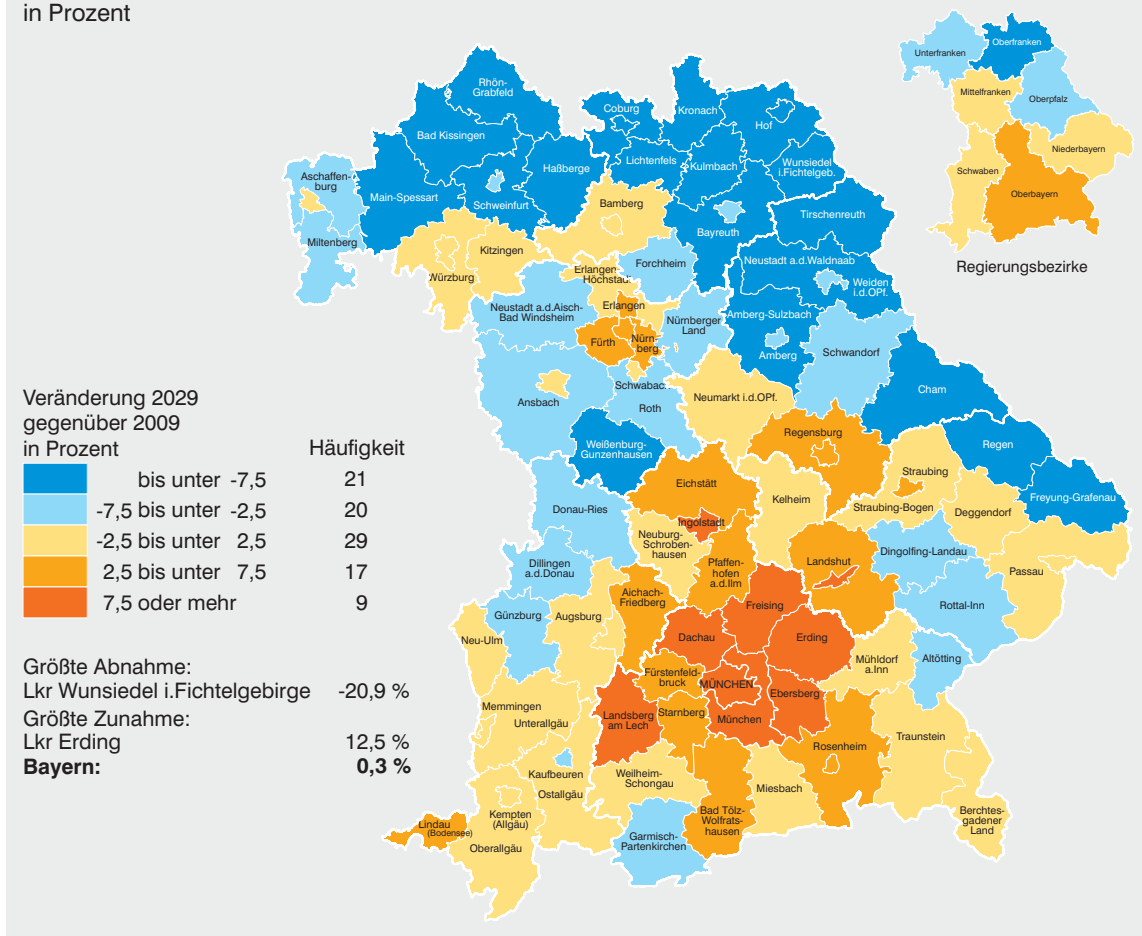 in Prozent
Unterfranken
Oberfranken
Mittelfranken
Oberpfalz
Niederbayern
Schwaben
Oberbayern
Regierungsbezirke
Rhön-
Grabfeld
Coburg
Kronach
Hof
Bad Kissingen
Lichtenfels
Kulmbach
Wunsiedel
i.Fichtelgeb.
Haßberge
Aschaffen-
burg
Main-Spessart
Schweinfurt
Bamberg
Bayreuth
Tirschenreuth
Miltenberg
Kitzingen
Würzburg
Forchheim
Erlangen-
Höchstadt
Neustadt a.d.Waldnaab
Weiden
i.d.OPf.
Neustadt a.d.Aisch-
Bad Windsheim
Erlangen
Nürnberger
Land
Amberg-Sulzbach
Fürth
Nürn-
berg
Amberg
Schwandorf
Ansbach
Schwabach
Roth
Neumarkt i.d.OPf.
Cham
Weißenburg-
Gunzenhausen
Regensburg
Regen
Straubing
Freyung-Grafenau
Eichstätt
Kelheim
Straubing-Bogen
Deggendorf
Donau-Ries
Ingolstadt
Neuburg-
Schroben-
hausen
Dillingen
a.d.Donau
Pfaffen-
hofen
a.d.Ilm
Landshut
Dingolfing-Landau
Passau
Aichach-
Friedberg
Rottal-Inn
Günzburg
Augsburg
Freising
Neu-Ulm
Dachau
Erding
Mühldorf
a.Inn
Altötting
Fürstenfeld-
bruck
MÜNCHEN
Ebersberg
Memmingen
Unterallgäu
Landsberg
am Lech
Starnberg
München
Traunstein
Rosenheim
Kaufbeuren
Ostallgäu
Weilheim-
Schongau
Miesbach
Bad Tölz-
Wolfrats-
hausen
Berchtes-
gadener
Land
Kempten
(Allgäu)
Lindau
(Bodensee)
Oberallgäu
Garmisch-
Partenkirchen
Veränderung 2029
gegenüber 2009
in Prozent Häufigkeit
bis unter -7,5 21
-7,5 bis unter -2,5 20
-2,5 bis unter 2,5 29
2,5 bis unter 7,5 17
7,5 oder mehr 9
Größte Abnahme:
Lkr Wunsiedel i.Fichtelgebirge -20,9 %
Größte Zunahme:
Lkr Erding 12,5 %
Bayern: 0,3 %